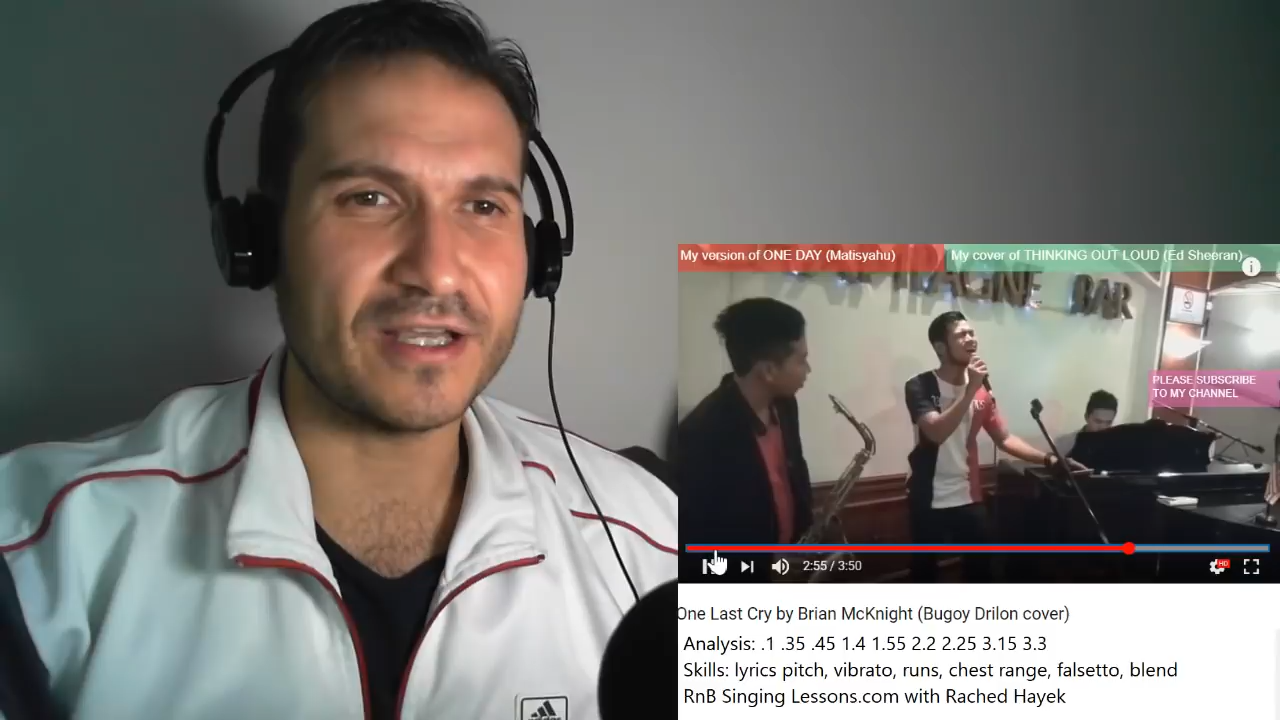 My version of ONE DAY (Matisyahu)
My cover of THINKING OUT LOUD (Ed Sheeran)
BAR
PLEASE SUBSCRIBE
TO MY CHANNEL
2:55 / 3:50
HD
One Last Cry by Brian McKnight (Bugoy Drilon cover)
Analysis: .1 .35 .45 1.4 1.55 2.2 2.25 3.15 3.3
Skills: lyrics pitch, vibrato, runs, chest range, falsetto, blend
RnB Singing Lessons.com with Rached Hayek
adidas